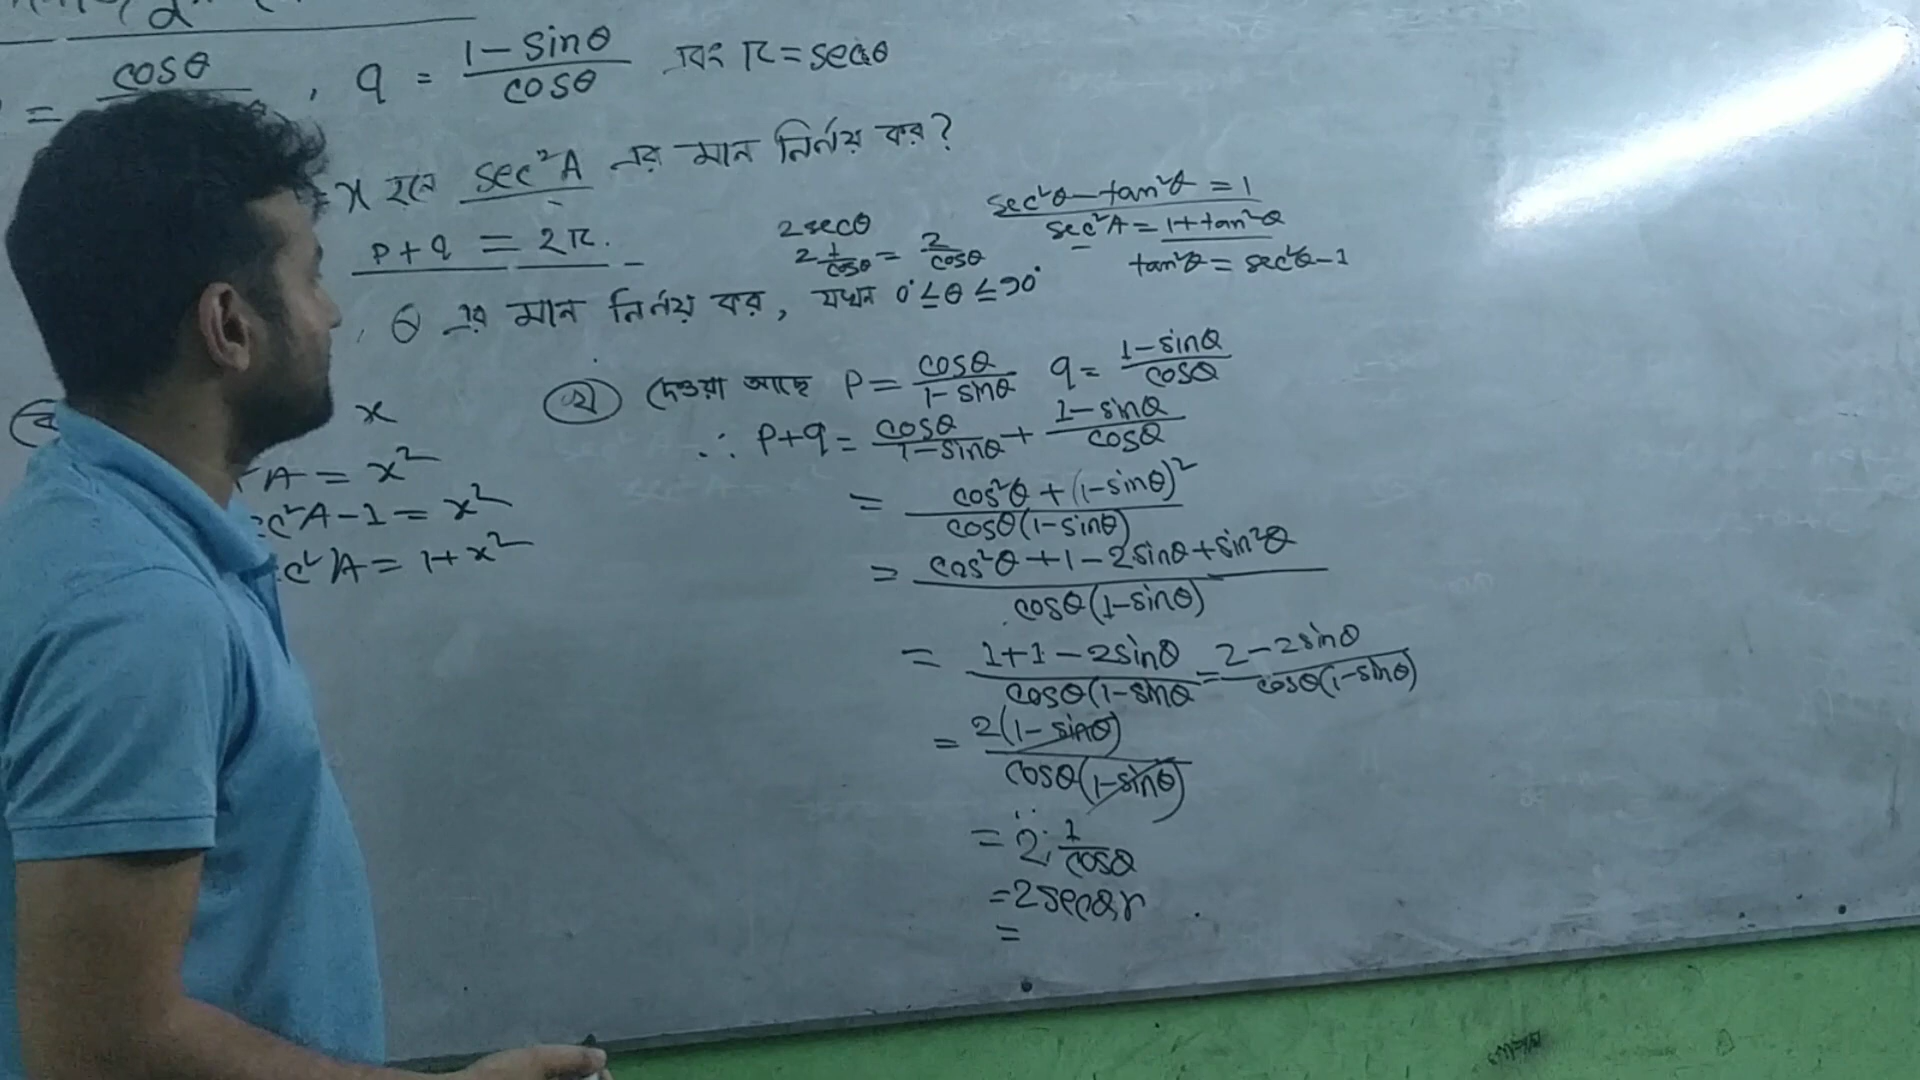 = cosθ , q = 1-sinθ/cosθ এবং র = secθ
= x হলে sec²A এর মান নির্ণয় কর?
p+q = 2র.
, θ এর মান নির্ণয় কর, যখন 0°≤θ≤90°
2secθ
2 1/cosθ = 2/cosθ
sec²θ-tan²θ = 1
sec²A = 1+tan²θ
tan²θ = sec²θ-1
x
A = x²
c²A-1 = x²
c²A = 1+x²
খ দেওয়া আছে P = cosθ/1-sinθ q = 1-sinθ/cosθ
∴ P+q = cosθ/1-sinθ + 1-sinθ/cosθ
= cos²θ+(1-sinθ)²/cosθ(1-sinθ)
= cos²θ+1-2sinθ+sin²θ/cosθ(1-sinθ)
= 1+1-2sinθ/cosθ(1-sinθ = 2-2sinθ/cosθ(1-sinθ)
= 2(1-sinθ)/cosθ(1-sinθ)
= 2. 1/cosθ
= 2secθ
=